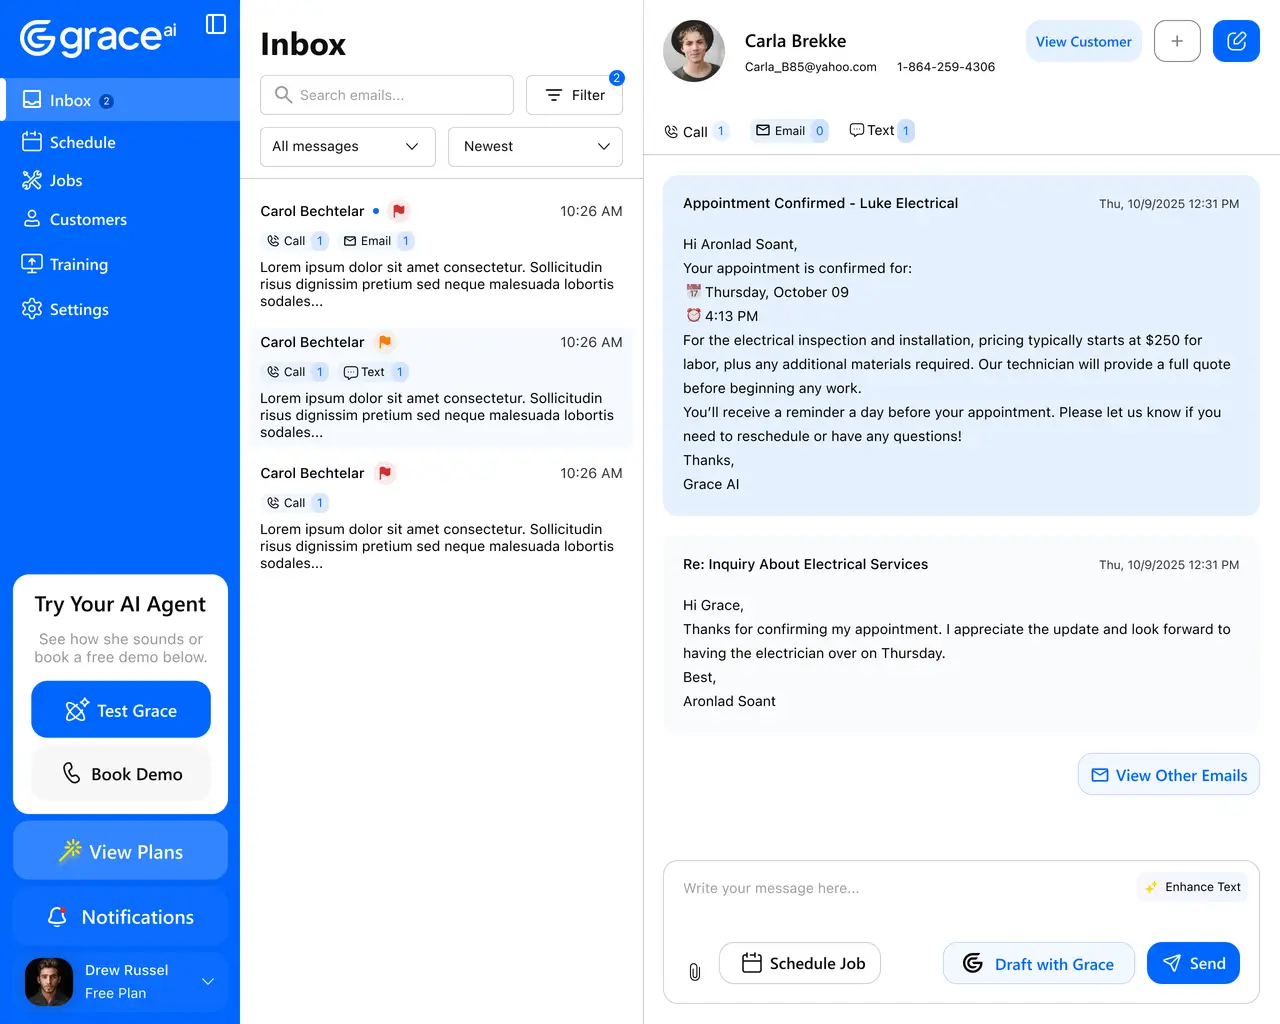 grace ai
Inbox 2
Schedule
Jobs
Customers
Training
Settings
Try Your AI Agent
See how she sounds or
book a free demo below.
Test Grace
Book Demo
View Plans
Notifications
Drew Russel
Free Plan
Inbox
Search emails...
Filter 2
All messages
Newest
Carol Bechtelar 10:26 AM
Call 1 Email 1
Lorem ipsum dolor sit amet consectetur. Sollicitudin
risus dignissim pretium sed neque malesuada lobortis
sodales...
Carol Bechtelar 10:26 AM
Call 1 Text 1
Lorem ipsum dolor sit amet consectetur. Sollicitudin
risus dignissim pretium sed neque malesuada lobortis
sodales...
Carol Bechtelar 10:26 AM
Call 1
Lorem ipsum dolor sit amet consectetur. Sollicitudin
risus dignissim pretium sed neque malesuada lobortis
sodales...
Carla Brekke
Carla_B85@yahoo.com 1-864-259-4306
View Customer
Call 1 Email 0 Text 1
Appointment Confirmed - Luke Electrical Thu, 10/9/2025 12:31 PM
Hi Aronlad Soant,
Your appointment is confirmed for:
Thursday, October 09
4:13 PM
For the electrical inspection and installation, pricing typically starts at $250 for
labor, plus any additional materials required. Our technician will provide a full quote
before beginning any work.
You’ll receive a reminder a day before your appointment. Please let us know if you
need to reschedule or have any questions!
Thanks,
Grace AI
Re: Inquiry About Electrical Services Thu, 10/9/2025 12:31 PM
Hi Grace,
Thanks for confirming my appointment. I appreciate the update and look forward to
having the electrician over on Thursday.
Best,
Aronlad Soant
View Other Emails
Write your message here...
Enhance Text
Schedule Job
Draft with Grace
Send